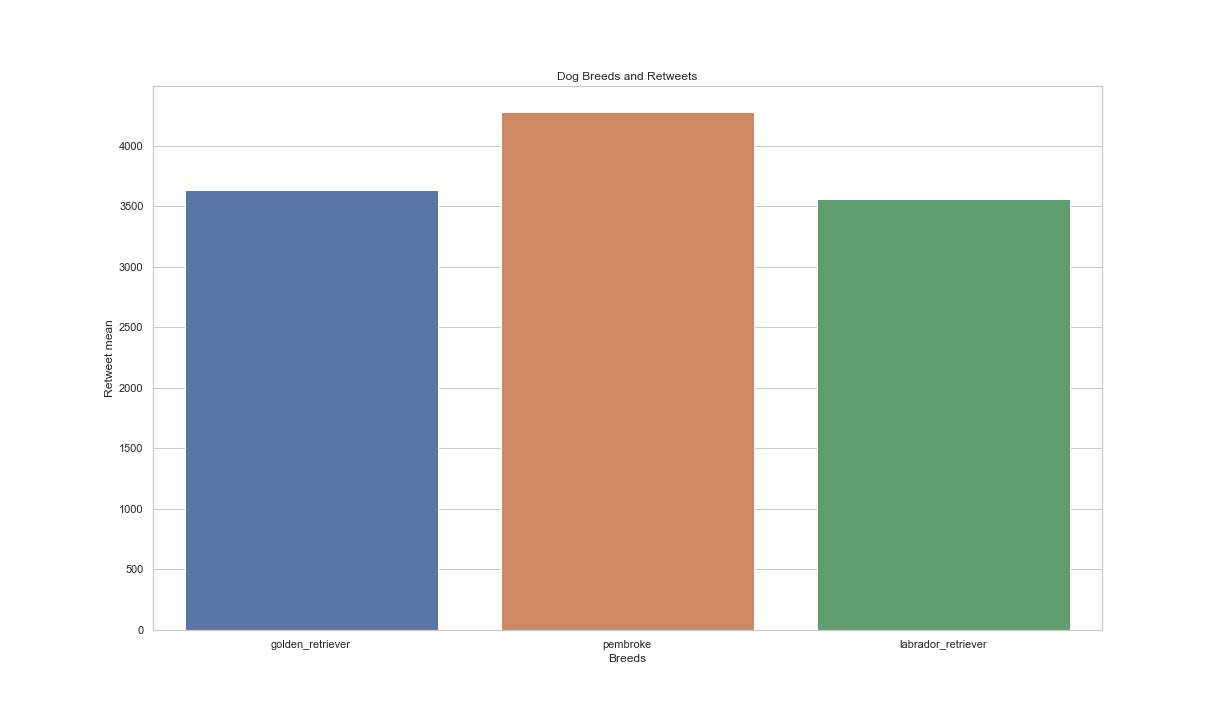 Dog Breeds and Retweets
4000
3500
3000
2500
2000
1500
1000
500
0
Retweet mean
golden_retriever pembroke labrador_retriever
Breeds